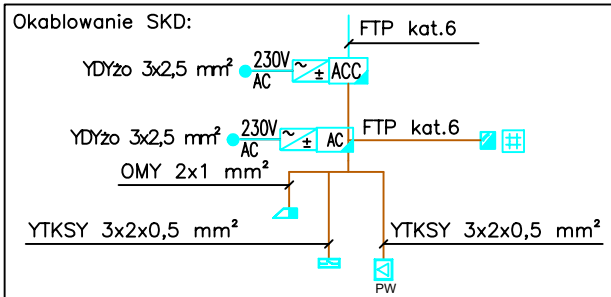 Okablowanie SKD:
FTP kat.6
YDYżo 3x2,5 mm² 230V AC ~ ± ACC
YDYżo 3x2,5 mm² 230V AC ~ ± AC FTP kat.6
OMY 2x1 mm²
YTKSY 3x2x0,5 mm² YTKSY 3x2x0,5 mm²
PW